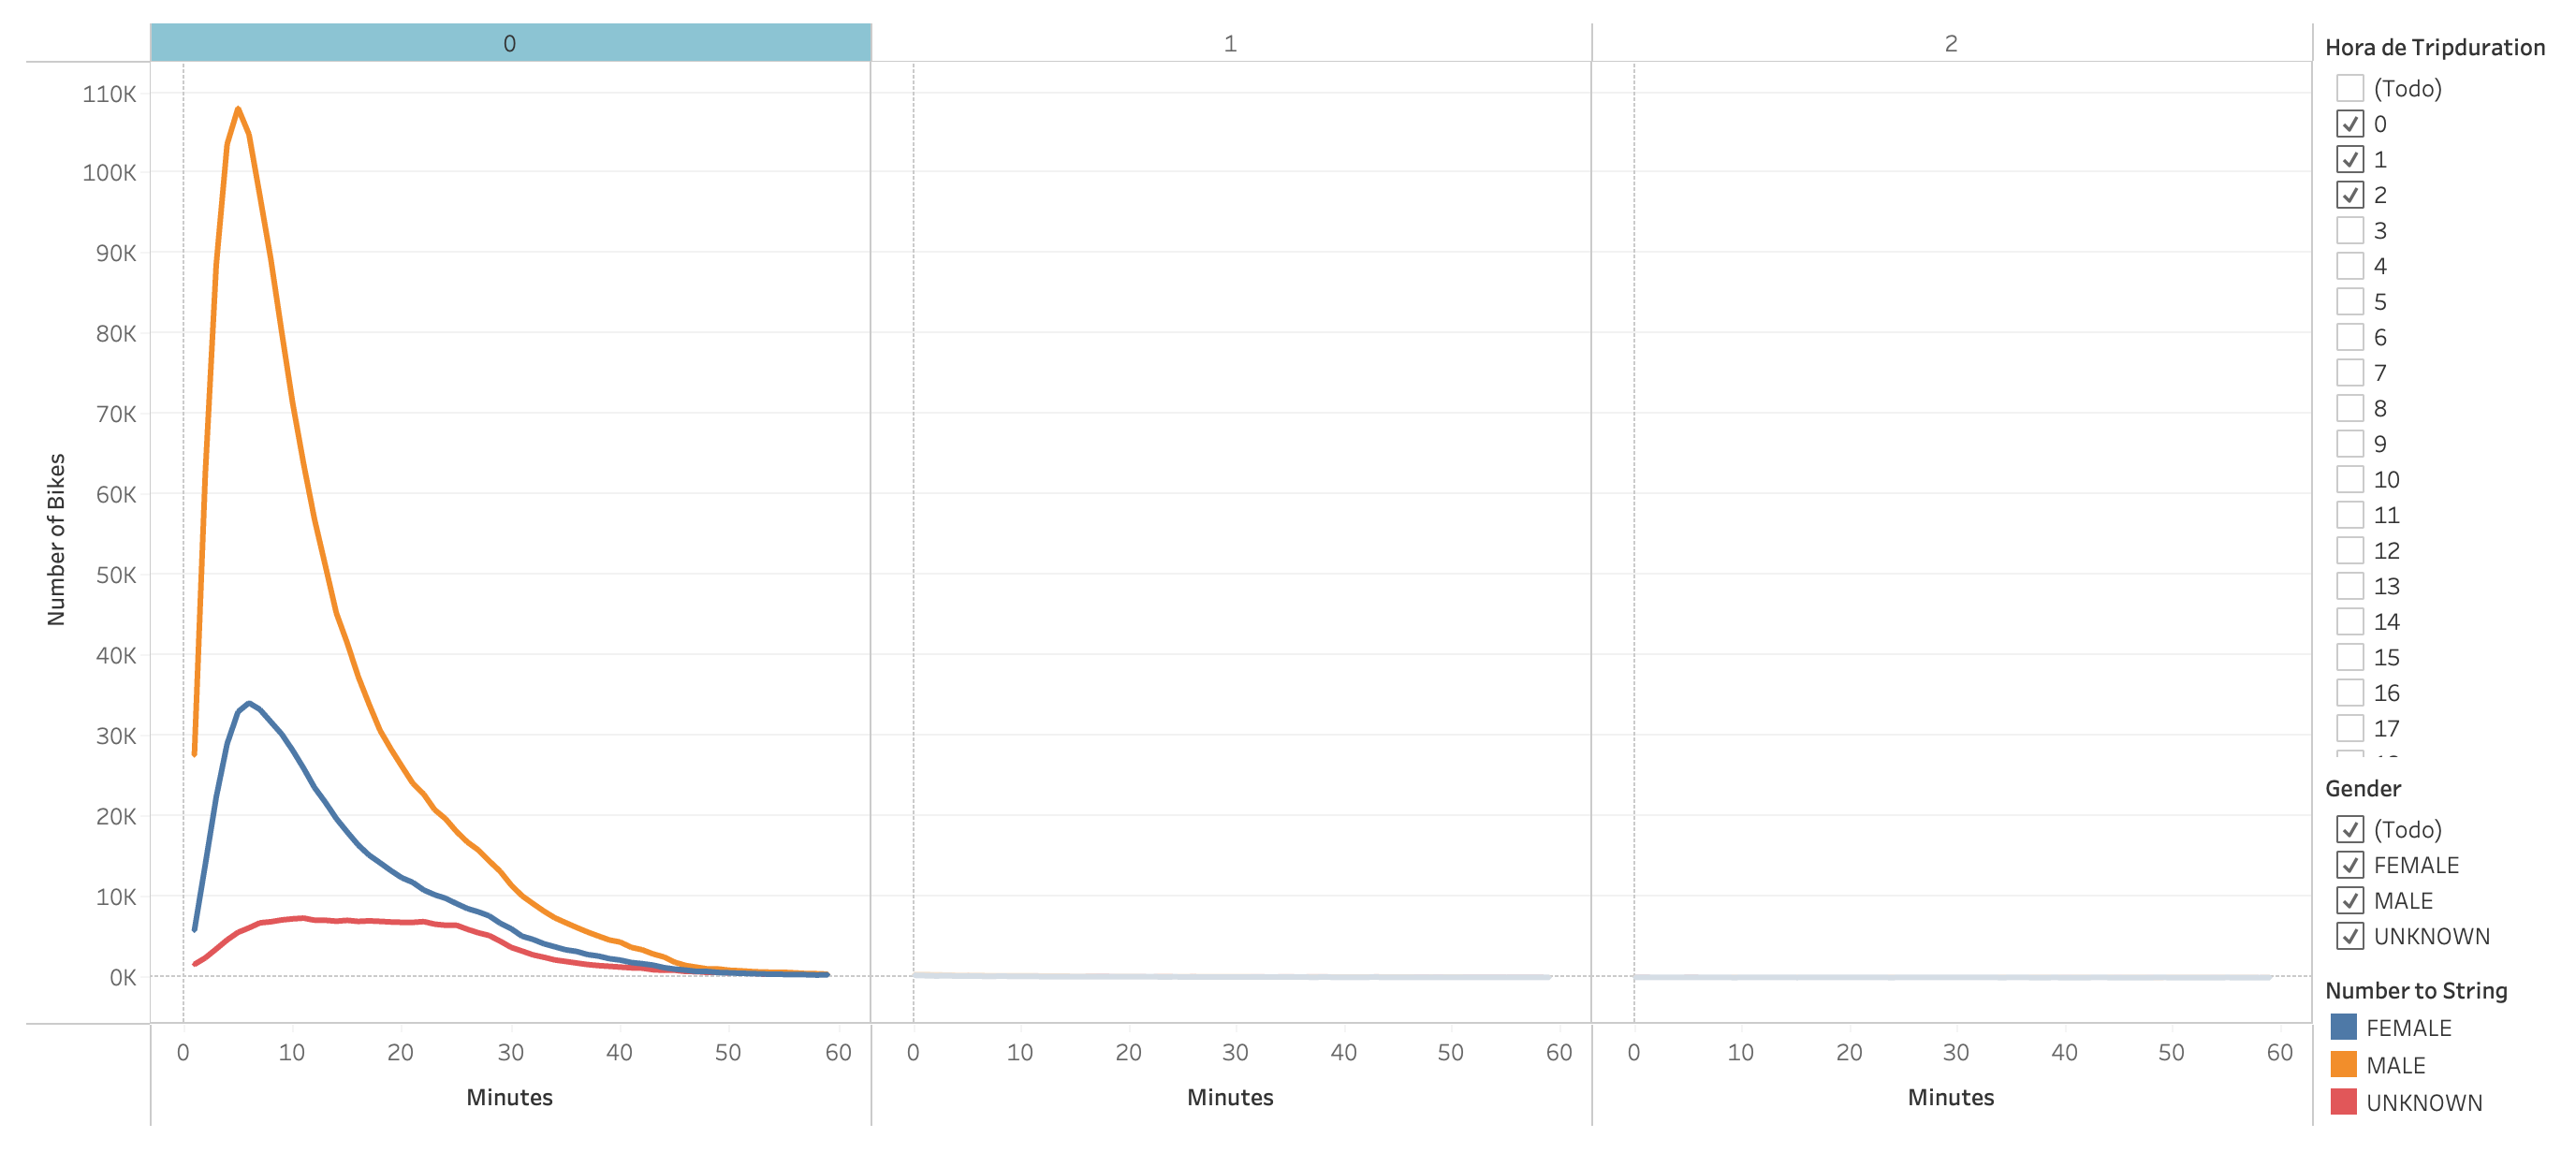 0 1 2
110K
100K
90K
80K
70K
60K
50K
40K
30K
20K
10K
0K
Number of Bikes
0 10 20 30 40 50 60 0 10 20 30 40 50 60 0 10 20 30 40 50 60
Minutes Minutes Minutes
Hora de Tripduration
(Todo)
0
1
2
3
4
5
6
7
8
9
10
11
12
13
14
15
16
17
Gender
(Todo)
FEMALE
MALE
UNKNOWN
Number to String
FEMALE
MALE
UNKNOWN